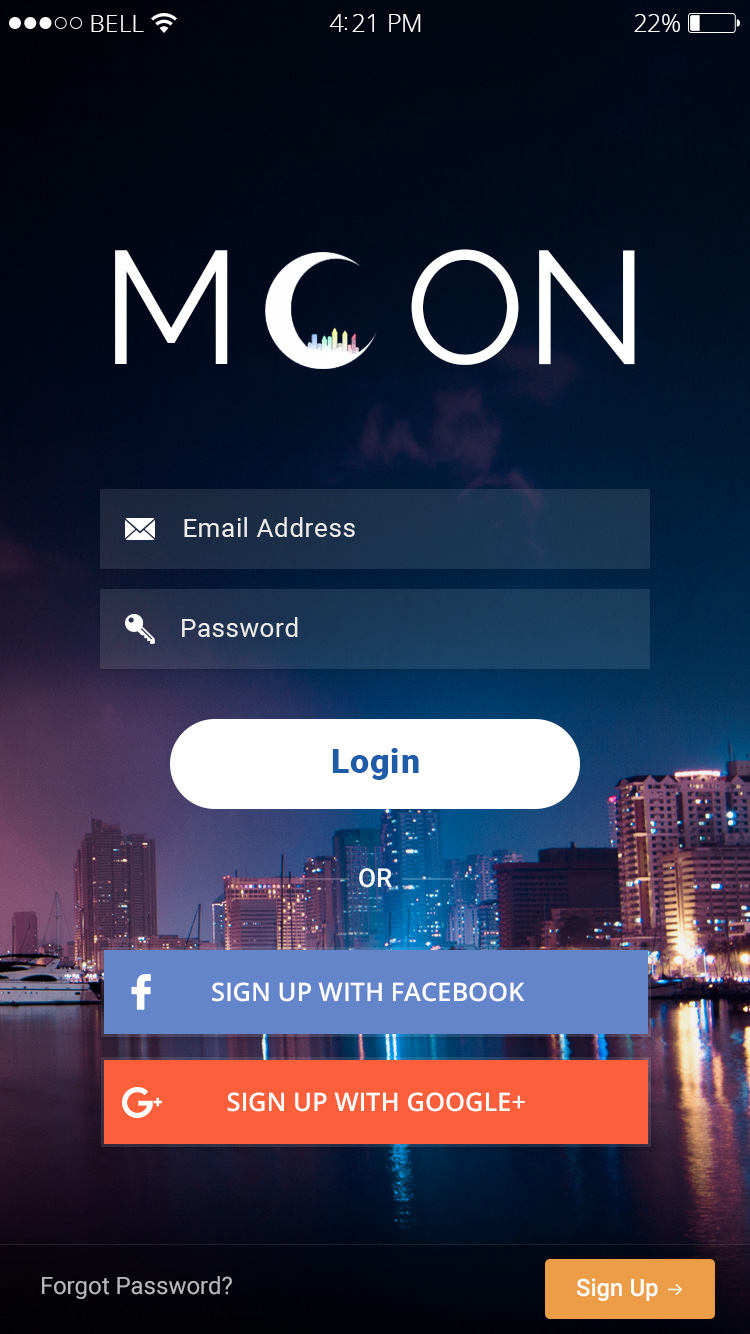 BELL 4:21 PM 22%
MOON
Email Address
Password
Login
OR
SIGN UP WITH FACEBOOK
G+ SIGN UP WITH GOOGLE+
Forgot Password? Sign Up →